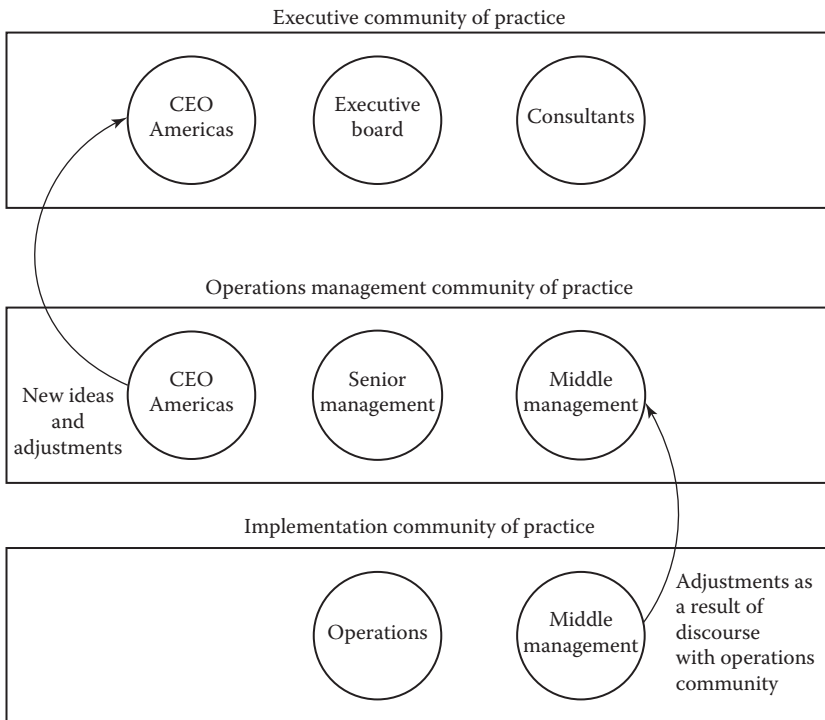 Executive community of practice
CEO
Americas
Executive
board
Consultants
Operations management community of practice
New ideas
and
adjustments
CEO
Americas
Senior
management
Middle
management
Implementation community of practice
Operations
Middle
management
Adjustments as
a result of
discourse
with operations
community